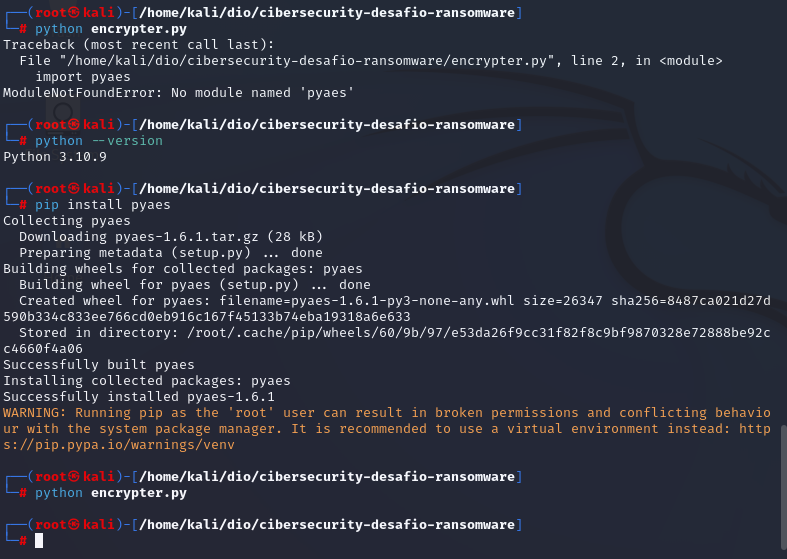 ┌──(root㉿kali)-[/home/kali/dio/cibersecurity-desafio-ransomware]
└─# python encrypter.py
Traceback (most recent call last):
  File "/home/kali/dio/cibersecurity-desafio-ransomware/encrypter.py", line 2, in <module>
    import pyaes
ModuleNotFoundError: No module named 'pyaes'
┌──(root㉿kali)-[/home/kali/dio/cibersecurity-desafio-ransomware]
└─# python --version
Python 3.10.9
┌──(root㉿kali)-[/home/kali/dio/cibersecurity-desafio-ransomware]
└─# pip install pyaes
Collecting pyaes
  Downloading pyaes-1.6.1.tar.gz (28 kB)
  Preparing metadata (setup.py) ... done
Building wheels for collected packages: pyaes
  Building wheel for pyaes (setup.py) ... done
  Created wheel for pyaes: filename=pyaes-1.6.1-py3-none-any.whl size=26347 sha256=8487ca021d27d
590b334c833ee766cd0eb916c167f45133b74eba19318a6e633
  Stored in directory: /root/.cache/pip/wheels/60/9b/97/e53da26f9cc31f82f8c9bf9870328e72888be92c
c4660f4a06
Successfully built pyaes
Installing collected packages: pyaes
Successfully installed pyaes-1.6.1
WARNING: Running pip as the 'root' user can result in broken permissions and conflicting behavio
ur with the system package manager. It is recommended to use a virtual environment instead: http
s://pip.pypa.io/warnings/venv
┌──(root㉿kali)-[/home/kali/dio/cibersecurity-desafio-ransomware]
└─# python encrypter.py
┌──(root㉿kali)-[/home/kali/dio/cibersecurity-desafio-ransomware]
└─#